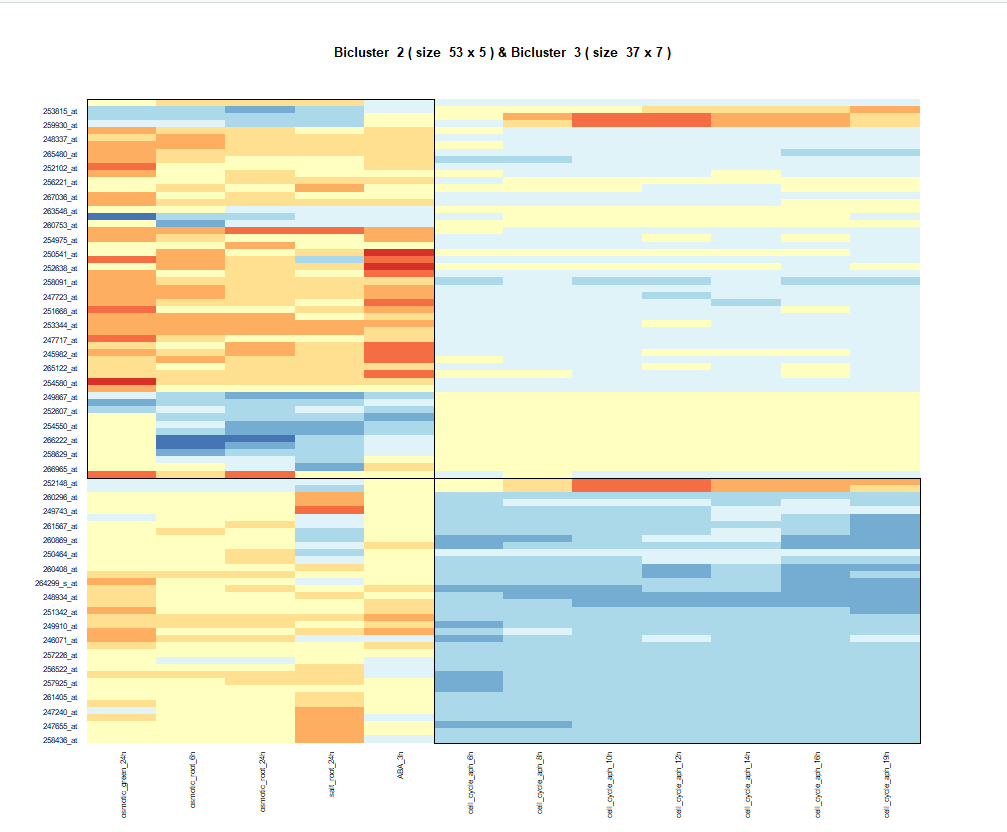 Bicluster 2 ( size 53 x 5 ) & Bicluster 3 ( size 37 x 7 )
253815_at
259930_at
248337_at
265480_at
252102_at
256221_at
267036_at
263548_at
260753_at
254975_at
250541_at
252638_at
258091_at
247723_at
251668_at
253344_at
247717_at
245982_at
265122_at
254580_at
249867_at
252607_at
254550_at
266222_at
258629_at
266965_at
252148_at
260296_at
249743_at
261567_at
260869_at
250464_at
260408_at
264299_s_at
248934_at
251342_at
249910_at
246071_at
257226_at
256522_at
257925_at
261405_at
247240_at
247655_at
258436_at
osmotic_green_24h
osmotic_root_6h
osmotic_root_24h
salt_root_24h
ABA_3h
cell_cycle_aph_6h
cell_cycle_aph_8h
cell_cycle_aph_10h
cell_cycle_aph_12h
cell_cycle_aph_14h
cell_cycle_aph_16h
cell_cycle_aph_19h